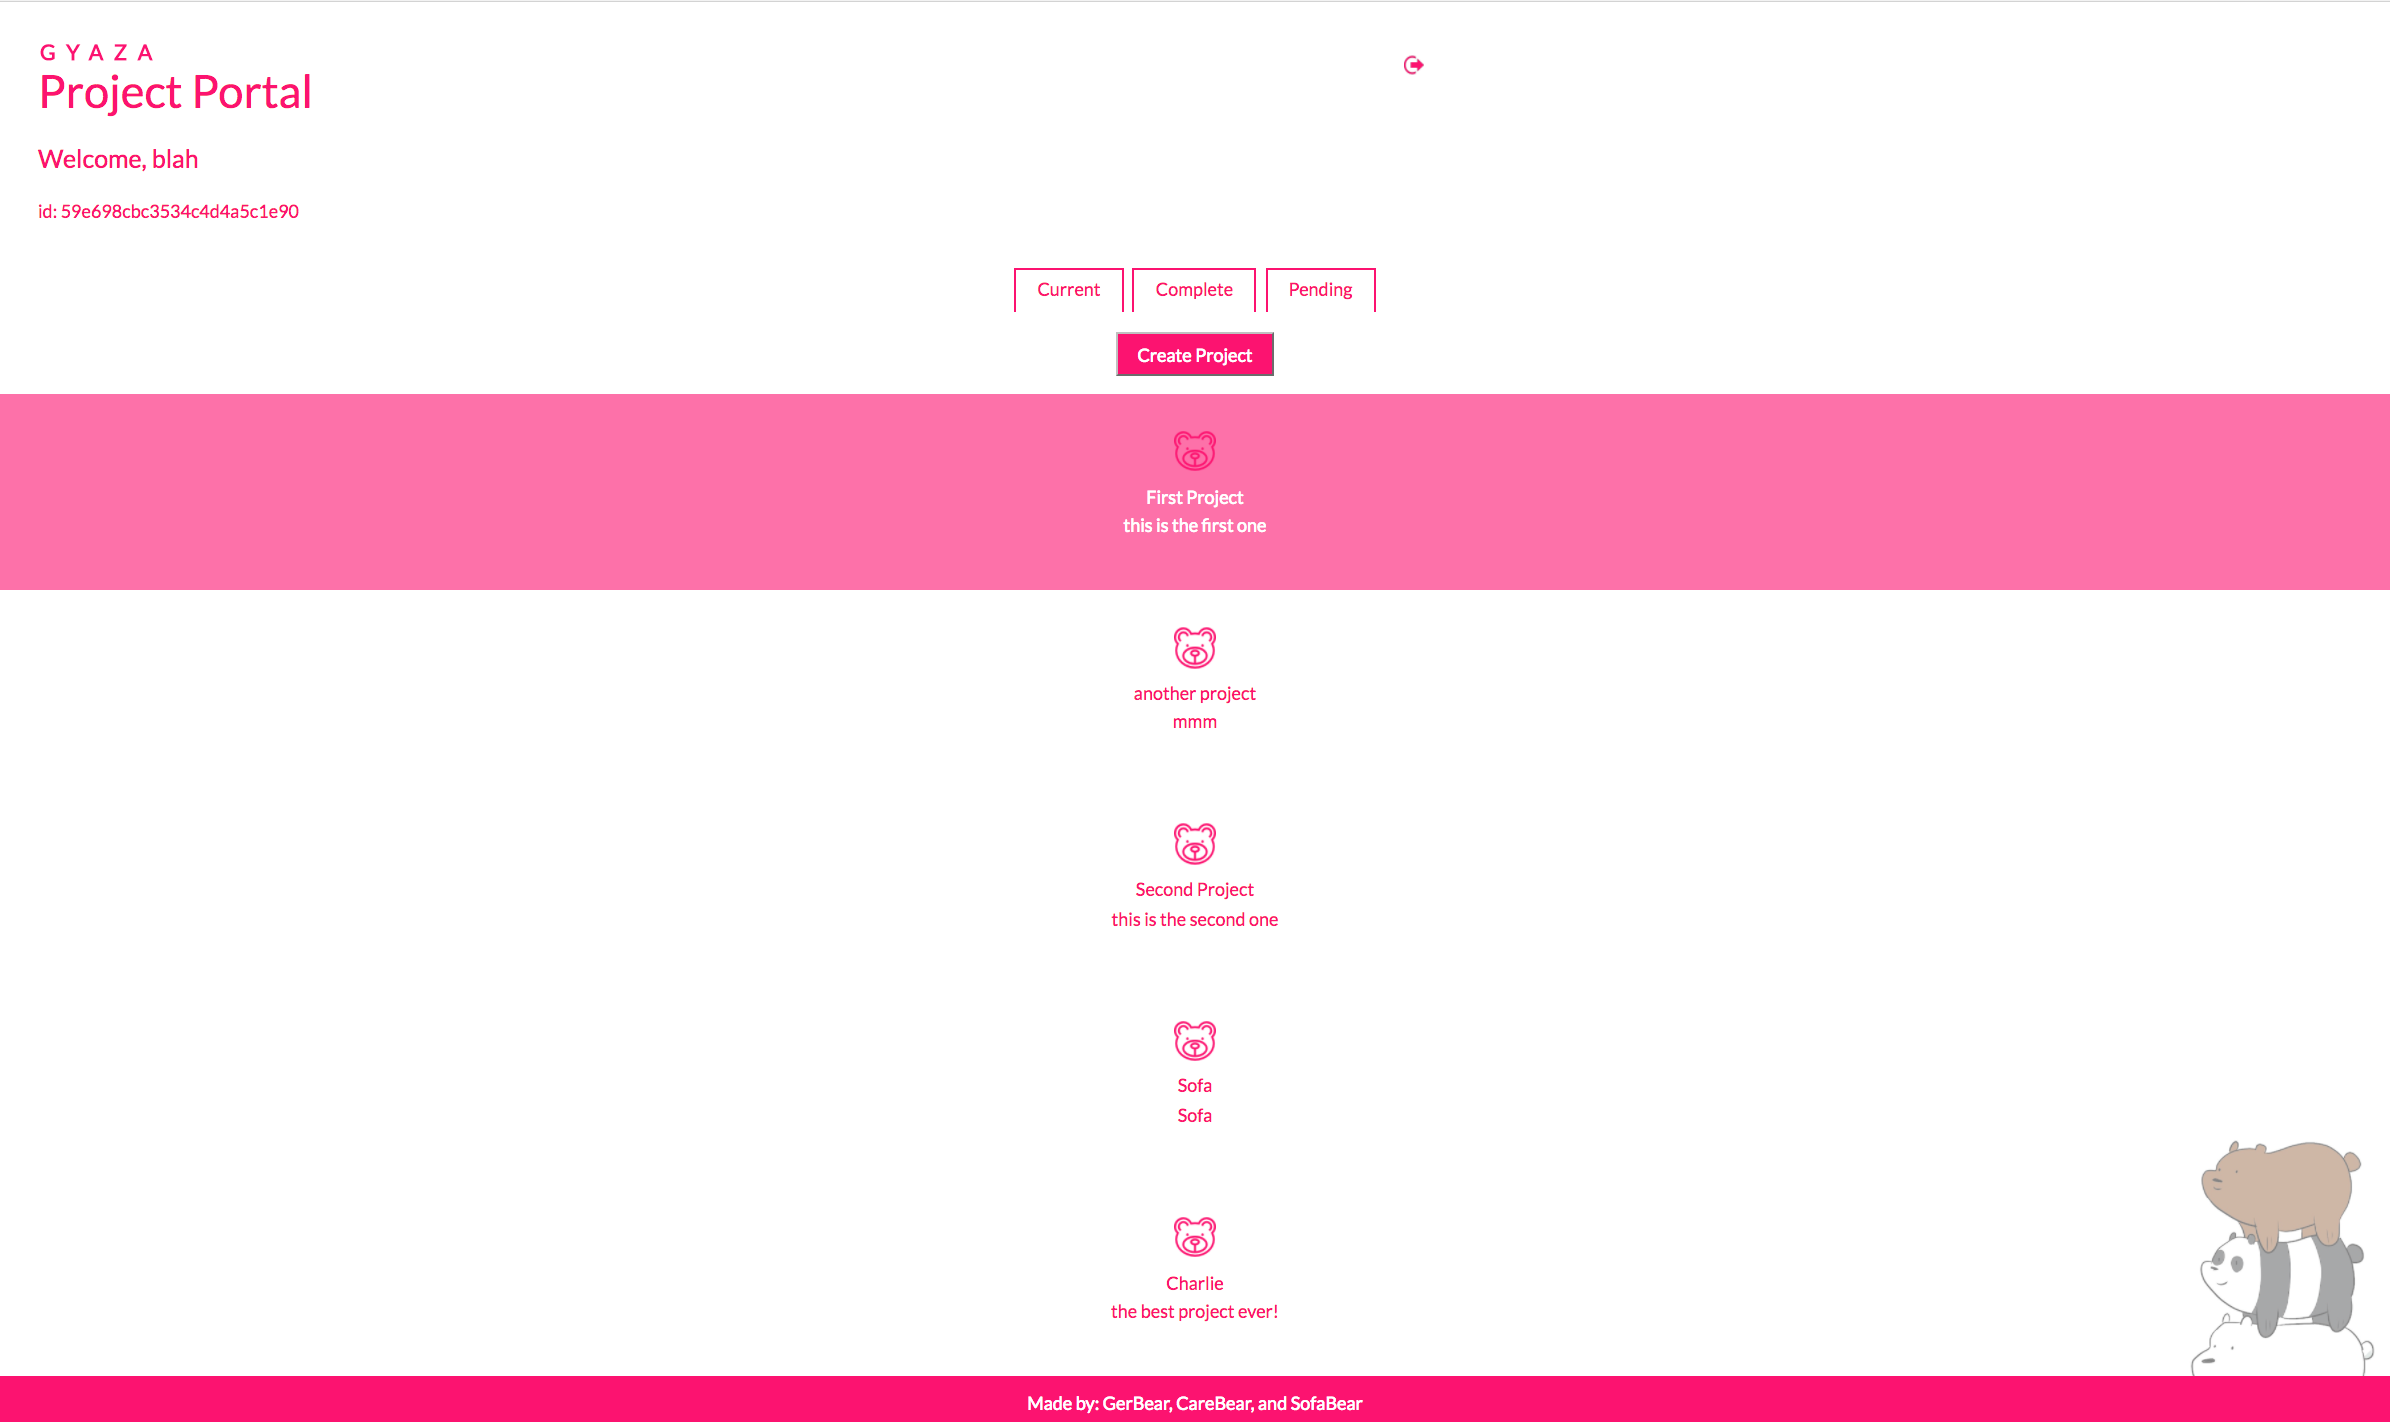 GYAZA
Project Portal
Welcome, blah
id: 59e698cbc3534c4d4a5c1e90
Current Complete Pending
Create Project
First Project
this is the first one
another project
mmm
Second Project
this is the second one
Sofa
Sofa
Charlie
the best project ever!
Made by: GerBear, CareBear, and SofaBear